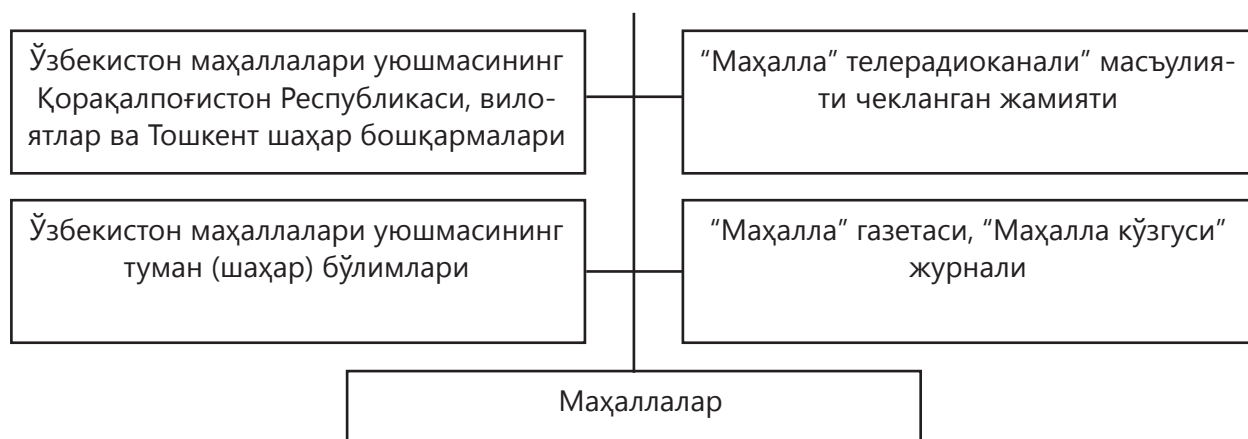 Ўзбекистон маҳаллалари уюшмасининг
Қорақалпоғистон Республикаси, вило-
ятлар ва Тошкент шаҳар бошқармалари
“Маҳалла” телерадиоканали” масъулия-
ти чекланган жамияти
Ўзбекистон маҳаллалари уюшмасининг
туман (шаҳар) бўлимлари
“Маҳалла” газетаси, “Маҳалла кўзгуси”
журнали
Маҳаллалар